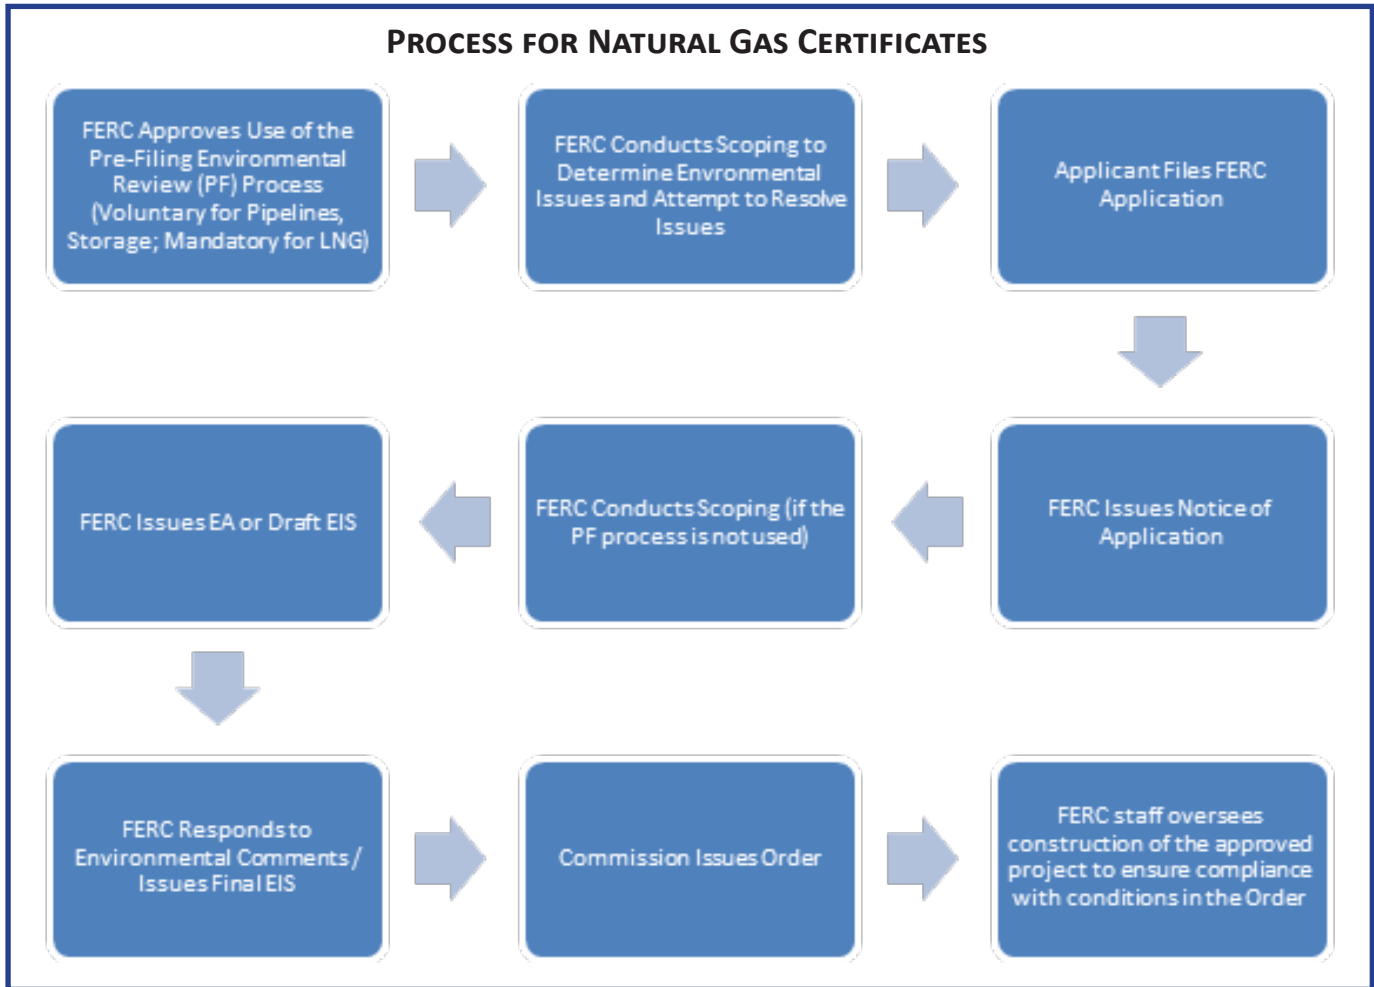 PROCESS FOR NATURAL GAS CERTIFICATES
FERC Approves Use of the
Pre-Filing Environmental
Review (PF) Process
(Voluntary for Pipelines,
Storage; Mandatory for LNG)
FERC Conducts Scoping to
Determine Envronmental
Issues and Attempt to Resolve
Issues
Applicant Files FERC
Application
FERC Issues Notice of
Application
FERC Conducts Scoping (if the
PF process is not used)
FERC Issues EA or Draft EIS
FERC Responds to
Environmental Comments /
Issues Final EIS
Commission Issues Order
FERC staff oversees
construction of the approved
project to ensure compliance
with conditions in the Order